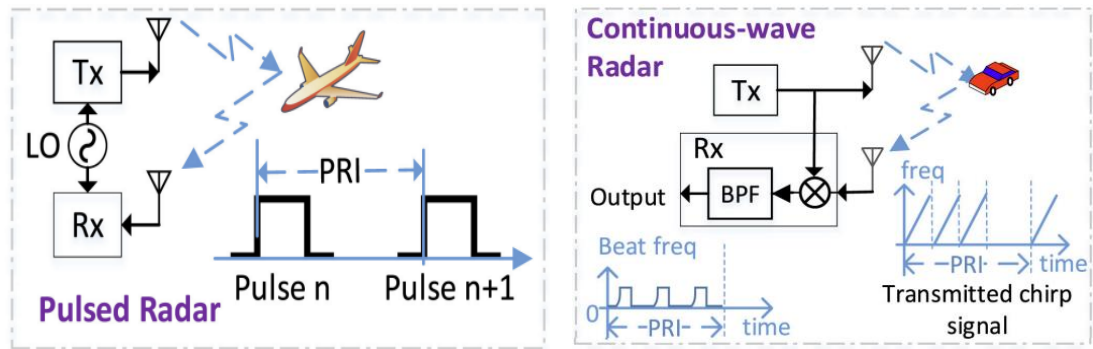 Tx
LO
Rx
PRI
Pulse n
Pulse n+1
Pulsed Radar
Continuous-wave
Radar
Tx
Rx
BPF
Output
freq
PRI
time
Transmitted chirp
signal
Beat freq
0
PRI
time